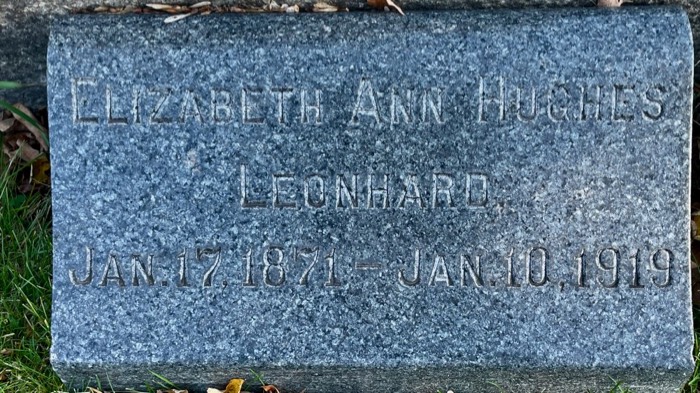 Elizabeth Ann Hughes
Leonhard.
Jan. 17, 1871 – Jan. 10, 1919